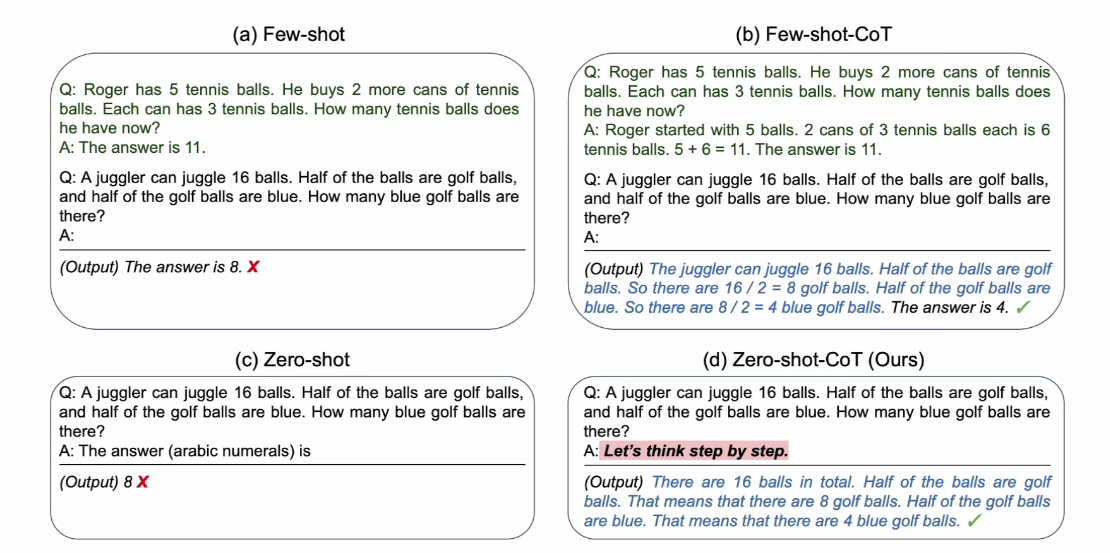 (a) Few-shot
Q: Roger has 5 tennis balls. He buys 2 more cans of tennis
balls. Each can has 3 tennis balls. How many tennis balls does
he have now?
A: The answer is 11.
Q: A juggler can juggle 16 balls. Half of the balls are golf balls,
and half of the golf balls are blue. How many blue golf balls are
there?
A:
(Output) The answer is 8. ✗
(b) Few-shot-CoT
Q: Roger has 5 tennis balls. He buys 2 more cans of tennis
balls. Each can has 3 tennis balls. How many tennis balls does
he have now?
A: Roger started with 5 balls. 2 cans of 3 tennis balls each is 6
tennis balls. 5 + 6 = 11. The answer is 11.
Q: A juggler can juggle 16 balls. Half of the balls are golf balls,
and half of the golf balls are blue. How many blue golf balls are
there?
A:
(Output) The juggler can juggle 16 balls. Half of the balls are golf
balls. So there are 16 / 2 = 8 golf balls. Half of the golf balls are
blue. So there are 8 / 2 = 4 blue golf balls. The answer is 4. ✓
(c) Zero-shot
Q: A juggler can juggle 16 balls. Half of the balls are golf balls,
and half of the golf balls are blue. How many blue golf balls are
there?
A: The answer (arabic numerals) is
(Output) 8 ✗
(d) Zero-shot-CoT (Ours)
Q: A juggler can juggle 16 balls. Half of the balls are golf balls,
and half of the golf balls are blue. How many blue golf balls are
there?
A: Let's think step by step.
(Output) There are 16 balls in total. Half of the balls are golf
balls. That means that there are 8 golf balls. Half of the golf balls
are blue. That means that there are 4 blue golf balls. ✓